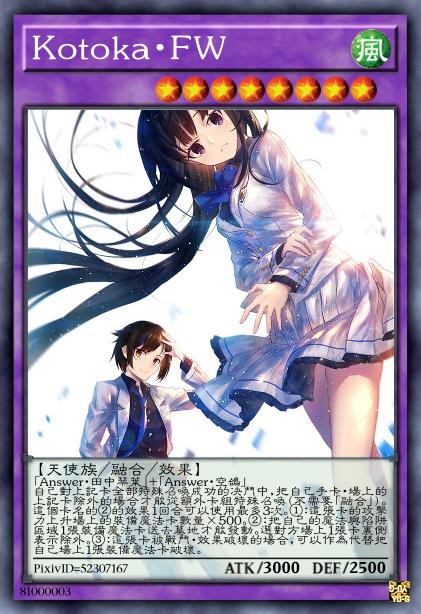 Kotoka・FW
風
【天使族／融合／效果】
「Answer・田中琴葉」+「Answer・空鶴」
自己對上記卡全部特殊召喚成功的決鬥中，把自己手卡・場上的
上記卡除外的場合才能從額外卡組特殊召喚(不需要「融合」)。
這個卡名的②的效果1回合可以使用最多3次。①:這張卡的攻擊
力上升場上的裝備魔法卡數量×500。②:把自己的魔法與陷阱
區域1張裝備魔法卡送去墓地才能發動。選對方場上1張卡裏側
表示除外。③:這張卡被戰鬥・效果破壞的場合，可以作為代替把
自己場上1張裝備魔法卡破壞。
PixivID=52307167
ATK/3000 DEF/2500
81000003